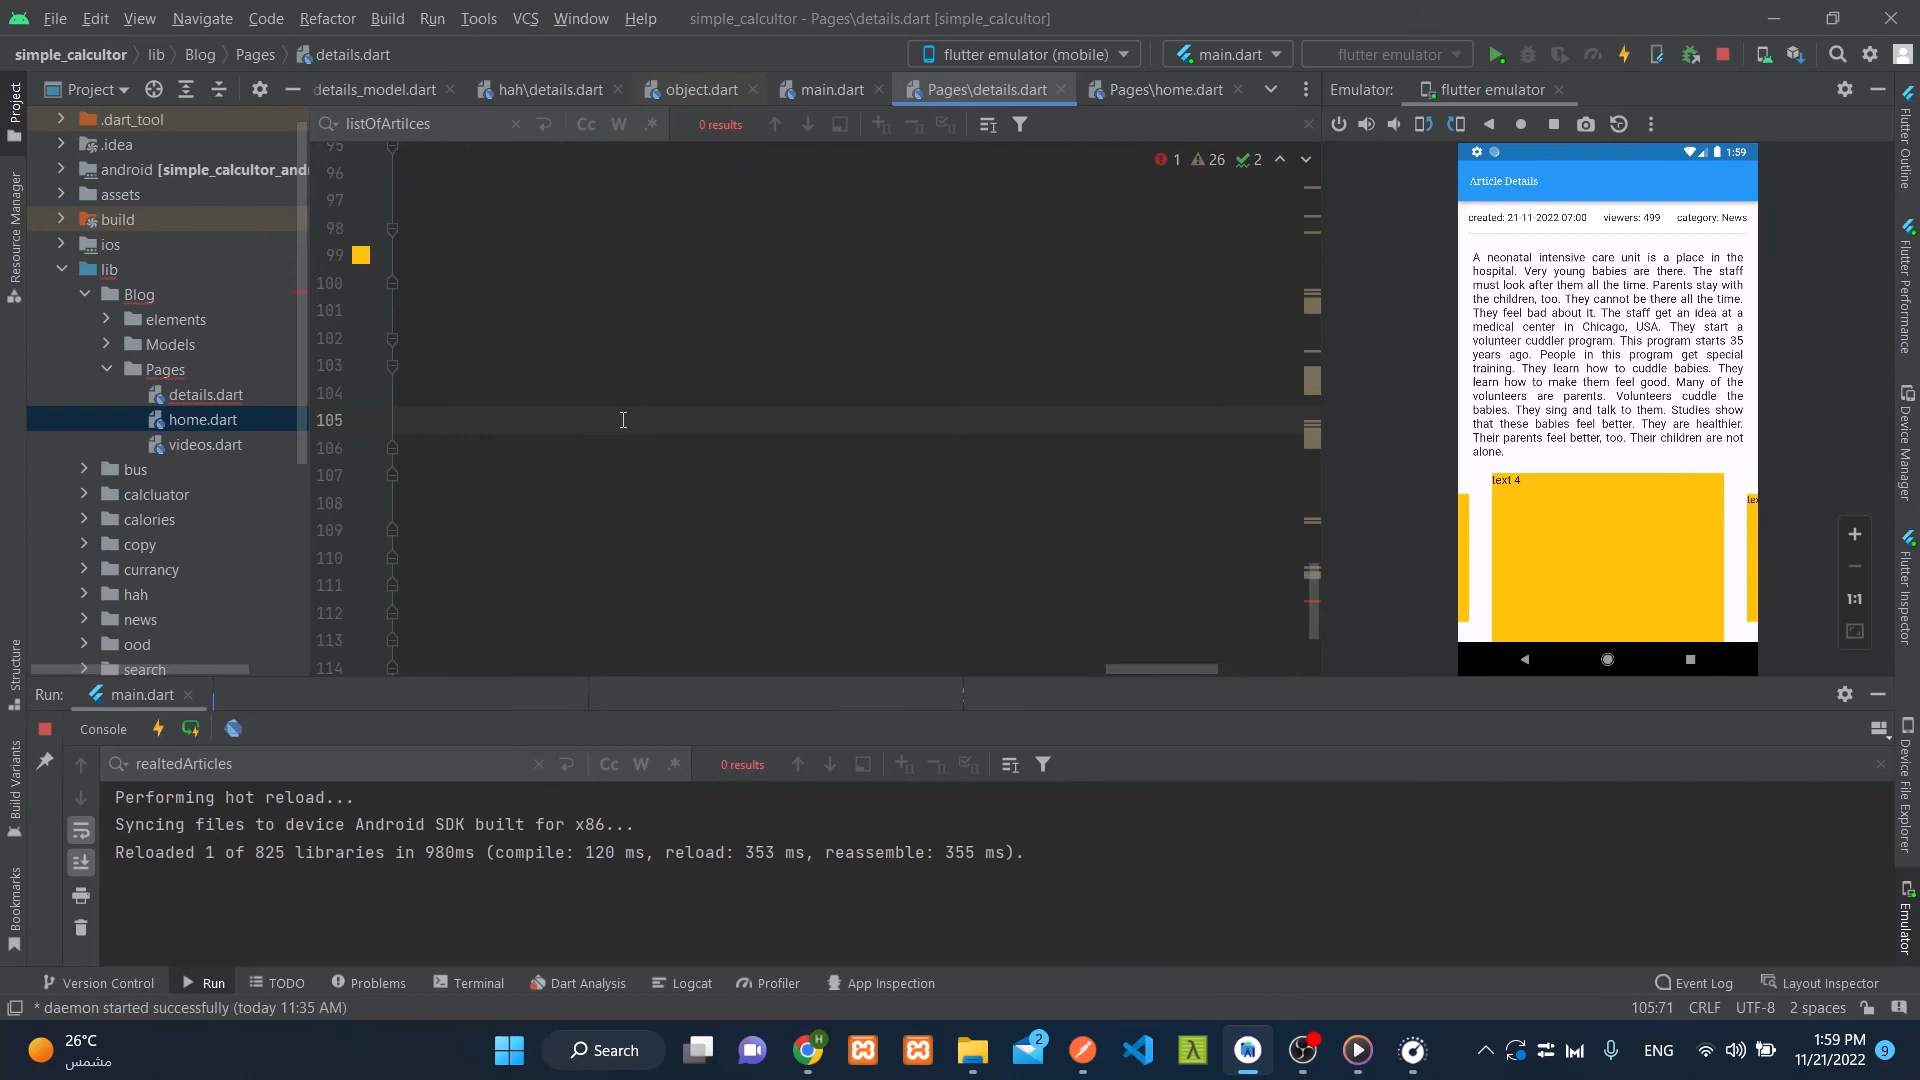 File Edit View Navigate Code Refactor Build Run Tools VCS Window Help simple_calcultor - Pages\details.dart [simple_calcultor]
simple_calcultor lib Blog Pages details.dart flutter emulator (mobile) main.dart flutter emulator
Project details_model.dart hah\details.dart object.dart main.dart Pages\details.dart Pages\home.dart Emulator: flutter emulator
listOfArtilces Cc W .* 0 results
.dart_tool
.idea
android [simple_calcultor_and
assets
build
ios
lib
Blog
elements
Models
Pages
details.dart
home.dart
videos.dart
bus
calcluator
calories
copy
currancy
hah
news
ood
search
Project
Resource Manager
Structure
Build Variants
Bookmarks
95
96
97
98
99
100
101
102
103
104
105
106
107
108
109
110
111
112
113
114
1 26 2
1:59
Article Details
created: 21-11-2022 07:00 viewers: 499 category: News
A neonatal intensive care unit is a place in the
hospital. Very young babies are there. The staff
must look after them all the time. Parents stay with
the children, too. They cannot be there all the time.
They feel bad about it. The staff get an idea at a
medical center in Chicago, USA. They start a
volunteer cuddler program. This program starts 35
years ago. People in this program get special
training. They learn how to cuddle babies. They
learn how to make them feel good. Many of the
volunteers are parents. Volunteers cuddle the
babies. They sing and talk to them. Studies show
that these babies feel better. They are healthier.
Their parents feel better, too. Their children are not
alone.
text 4
tex
1:1
Flutter Outline
Flutter Performance
Device Manager
Flutter Inspector
Device File Explorer
Emulator
Run: main.dart
Console
realtedArticles Cc W .* 0 results
Performing hot reload...
Syncing files to device Android SDK built for x86...
Reloaded 1 of 825 libraries in 980ms (compile: 120 ms, reload: 353 ms, reassemble: 355 ms).
Version Control Run TODO Problems Terminal Dart Analysis Logcat Profiler App Inspection Event Log Layout Inspector
* daemon started successfully (today 11:35 AM) 105:71 CRLF UTF-8 2 spaces
26°C
مشمس
Search
H
2
ENG
1:59 PM
11/21/2022
9